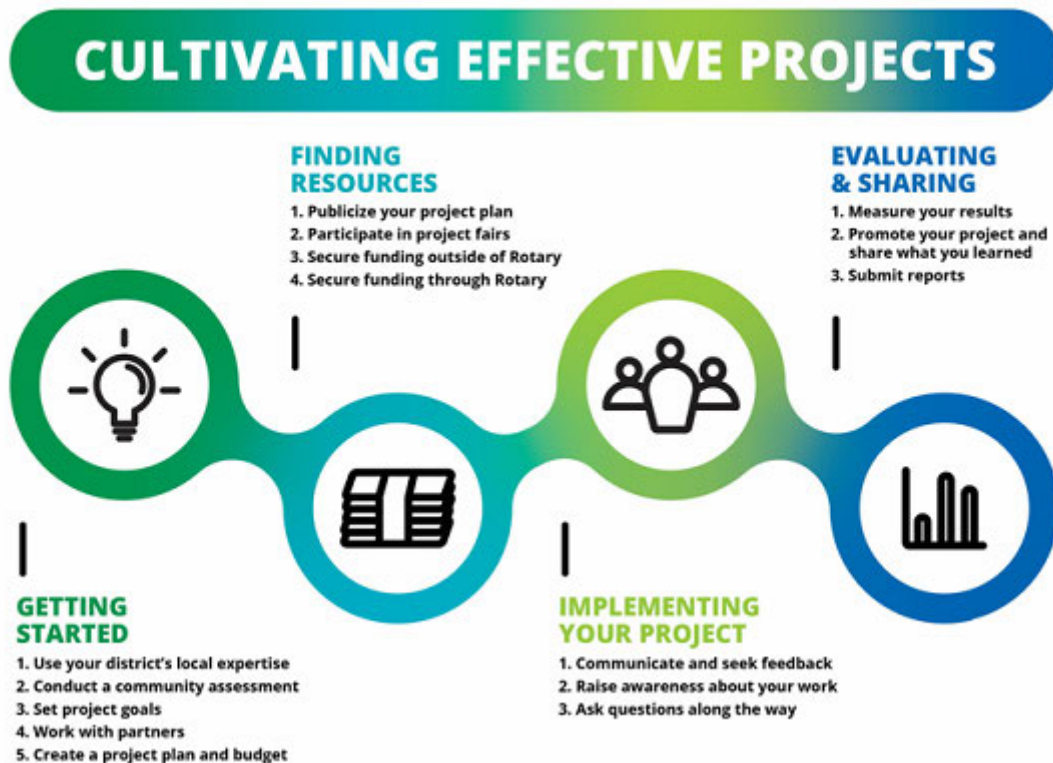 CULTIVATING EFFECTIVE PROJECTS
GETTING
STARTED
1. Use your district's local expertise
2. Conduct a community assessment
3. Set project goals
4. Work with partners
5. Create a project plan and budget
FINDING
RESOURCES
1. Publicize your project plan
2. Participate in project fairs
3. Secure funding outside of Rotary
4. Secure funding through Rotary
IMPLEMENTING
YOUR PROJECT
1. Communicate and seek feedback
2. Raise awareness about your work
3. Ask questions along the way
EVALUATING
& SHARING
1. Measure your results
2. Promote your project and
share what you learned
3. Submit reports